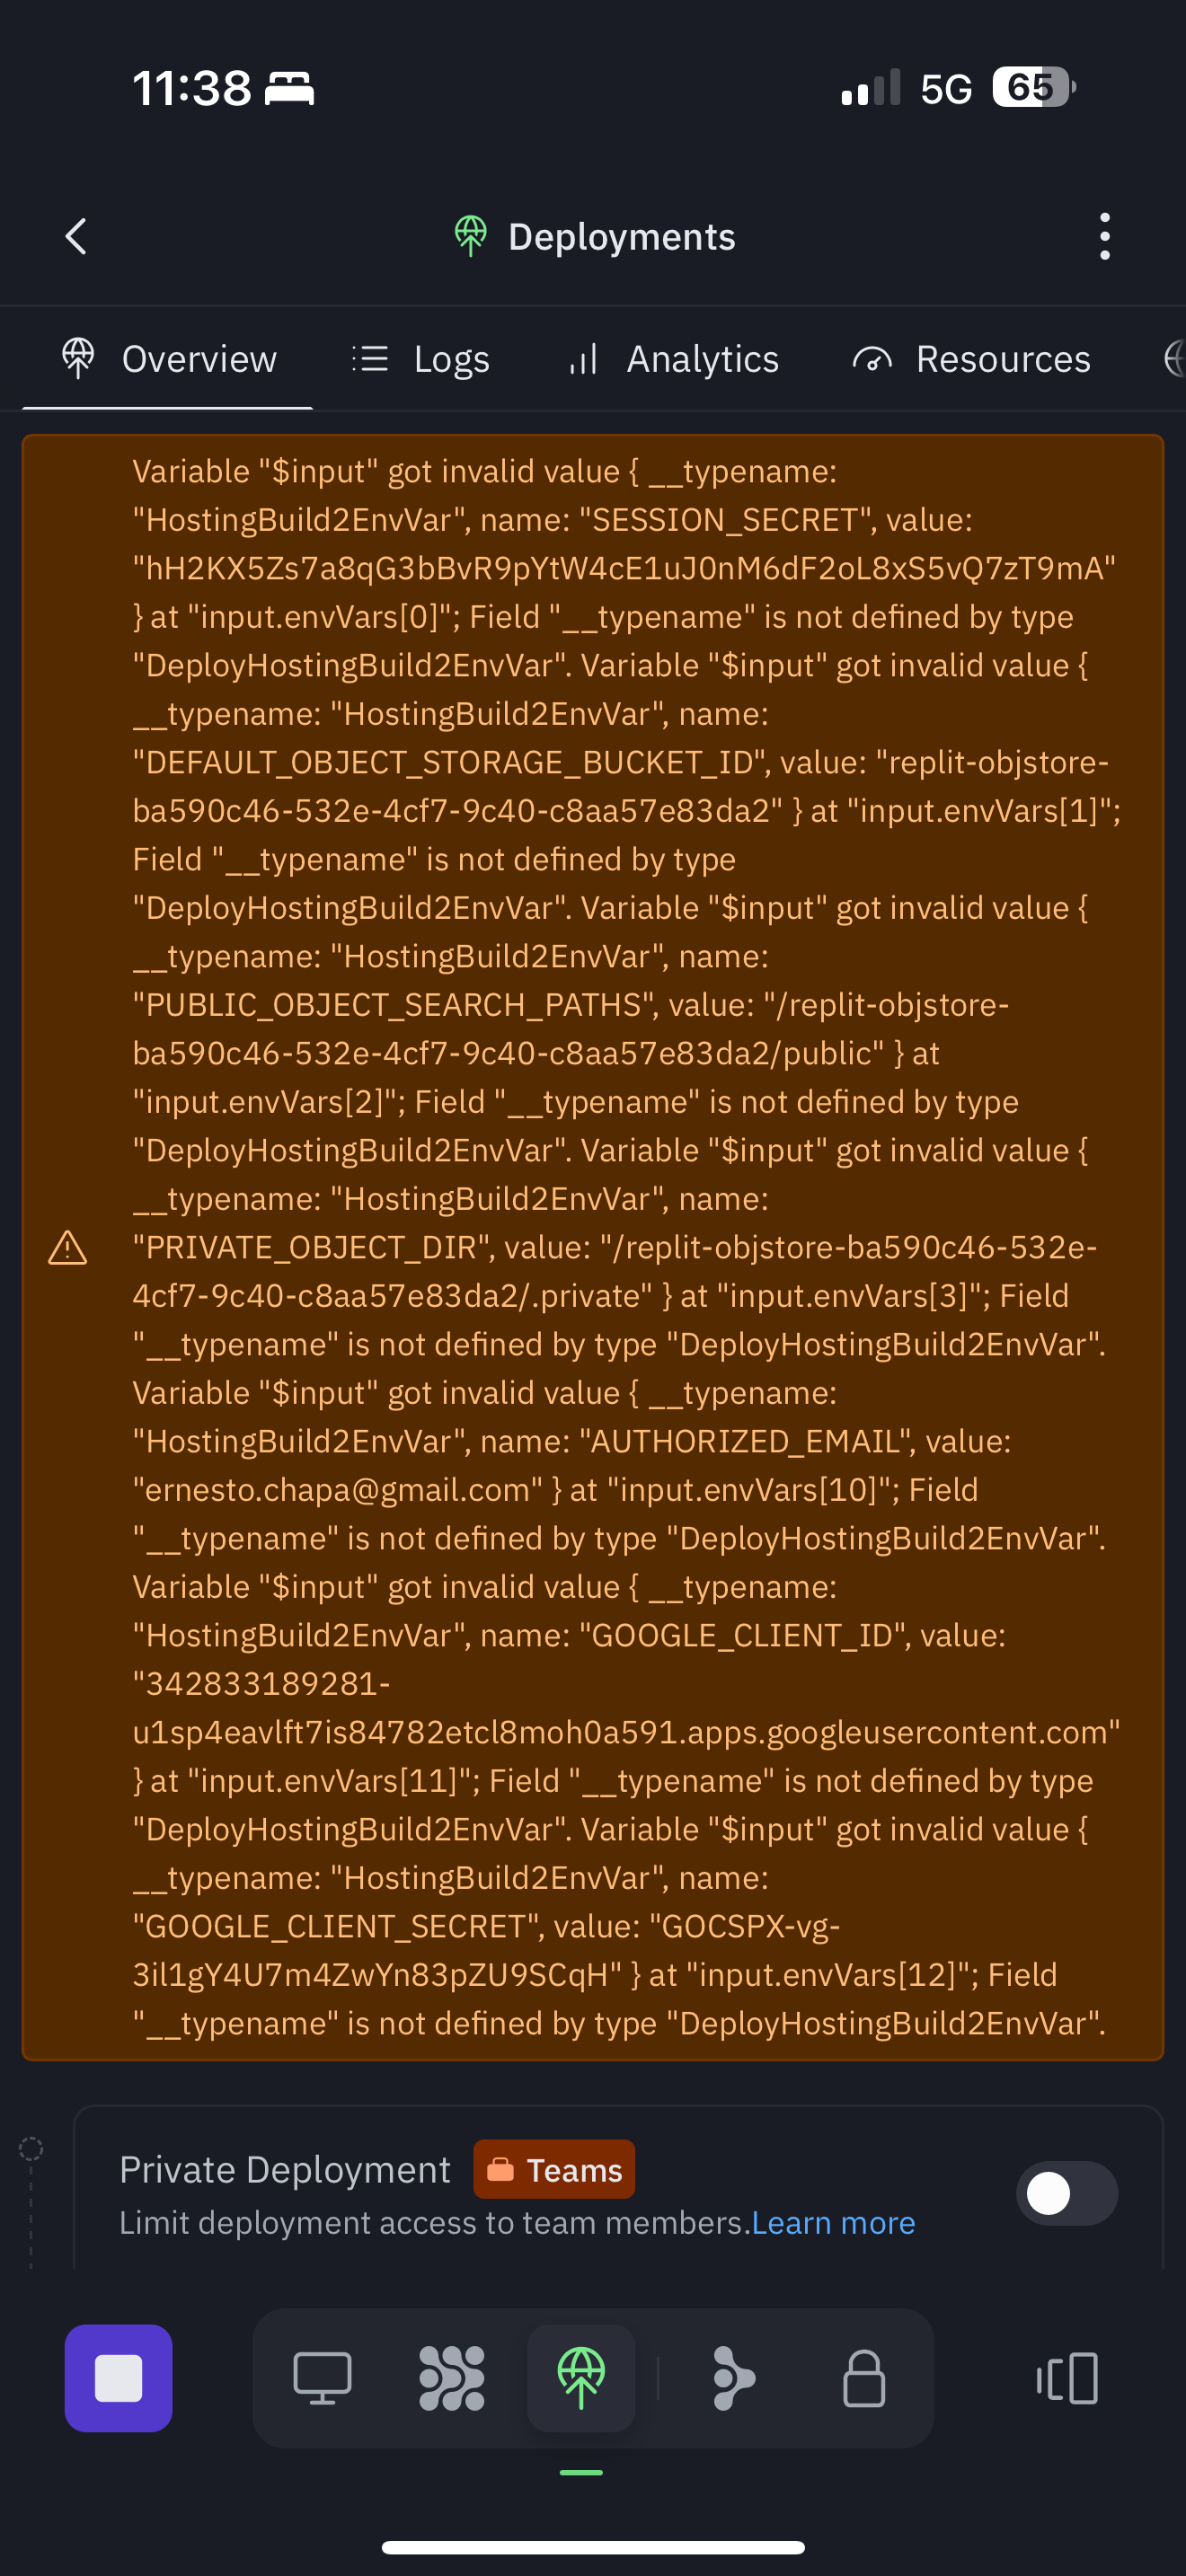 11:38
5G
65
Deployments
Overview
Logs
Analytics
Resources
Variable "$input" got invalid value { __typename:
"HostingBuild2EnvVar", name: "SESSION_SECRET", value:
"hH2KX5Zs7a8qG3bBvR9pYtW4cE1uJ0nM6dF2oL8xS5vQ7zT9mA"
} at "input.envVars[0]"; Field "__typename" is not defined by type
"DeployHostingBuild2EnvVar". Variable "$input" got invalid value {
__typename: "HostingBuild2EnvVar", name:
"DEFAULT_OBJECT_STORAGE_BUCKET_ID", value: "replit-objstore-
ba590c46-532e-4cf7-9c40-c8aa57e83da2" } at "input.envVars[1]";
Field "__typename" is not defined by type
"DeployHostingBuild2EnvVar". Variable "$input" got invalid value {
__typename: "HostingBuild2EnvVar", name:
"PUBLIC_OBJECT_SEARCH_PATHS", value: "/replit-objstore-
ba590c46-532e-4cf7-9c40-c8aa57e83da2/public" } at
"input.envVars[2]"; Field "__typename" is not defined by type
"DeployHostingBuild2EnvVar". Variable "$input" got invalid value {
__typename: "HostingBuild2EnvVar", name:
"PRIVATE_OBJECT_DIR", value: "/replit-objstore-ba590c46-532e-
4cf7-9c40-c8aa57e83da2/.private" } at "input.envVars[3]"; Field
"__typename" is not defined by type "DeployHostingBuild2EnvVar".
Variable "$input" got invalid value { __typename:
"HostingBuild2EnvVar", name: "AUTHORIZED_EMAIL", value:
"ernesto.chapa@gmail.com" } at "input.envVars[10]"; Field
"__typename" is not defined by type "DeployHostingBuild2EnvVar".
Variable "$input" got invalid value { __typename:
"HostingBuild2EnvVar", name: "GOOGLE_CLIENT_ID", value:
"342833189281-
u1sp4eavlft7is84782etcl8moh0a591.apps.googleusercontent.com"
} at "input.envVars[11]"; Field "__typename" is not defined by type
"DeployHostingBuild2EnvVar". Variable "$input" got invalid value {
__typename: "HostingBuild2EnvVar", name:
"GOOGLE_CLIENT_SECRET", value: "GOCSPX-vg-
3il1gY4U7m4ZwYn83pZU9SCqH" } at "input.envVars[12]"; Field
"__typename" is not defined by type "DeployHostingBuild2EnvVar".
Private Deployment
Teams
Limit deployment access to team members.Learn more